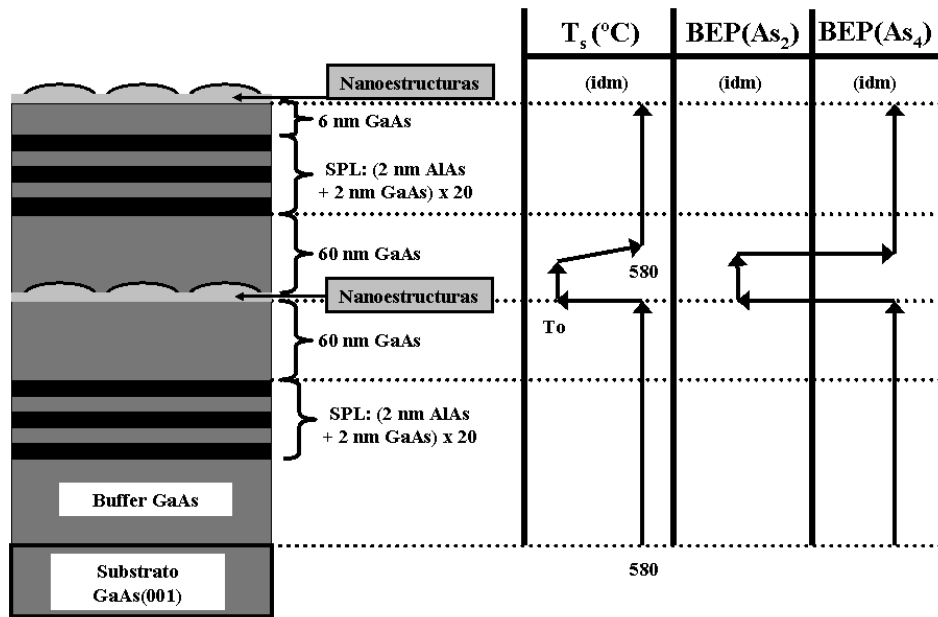 Tₛ (ºC)
BEP(As₂)
BEP(As₄)
(idm)
(idm)
(idm)
Nanoestructuras
6 nm GaAs
SPL: (2 nm AlAs
+ 2 nm GaAs) x 20
60 nm GaAs
580
Nanoestructuras
To
60 nm GaAs
SPL: (2 nm AlAs
+ 2 nm GaAs) x 20
Buffer GaAs
Substrato
GaAs(001)
580